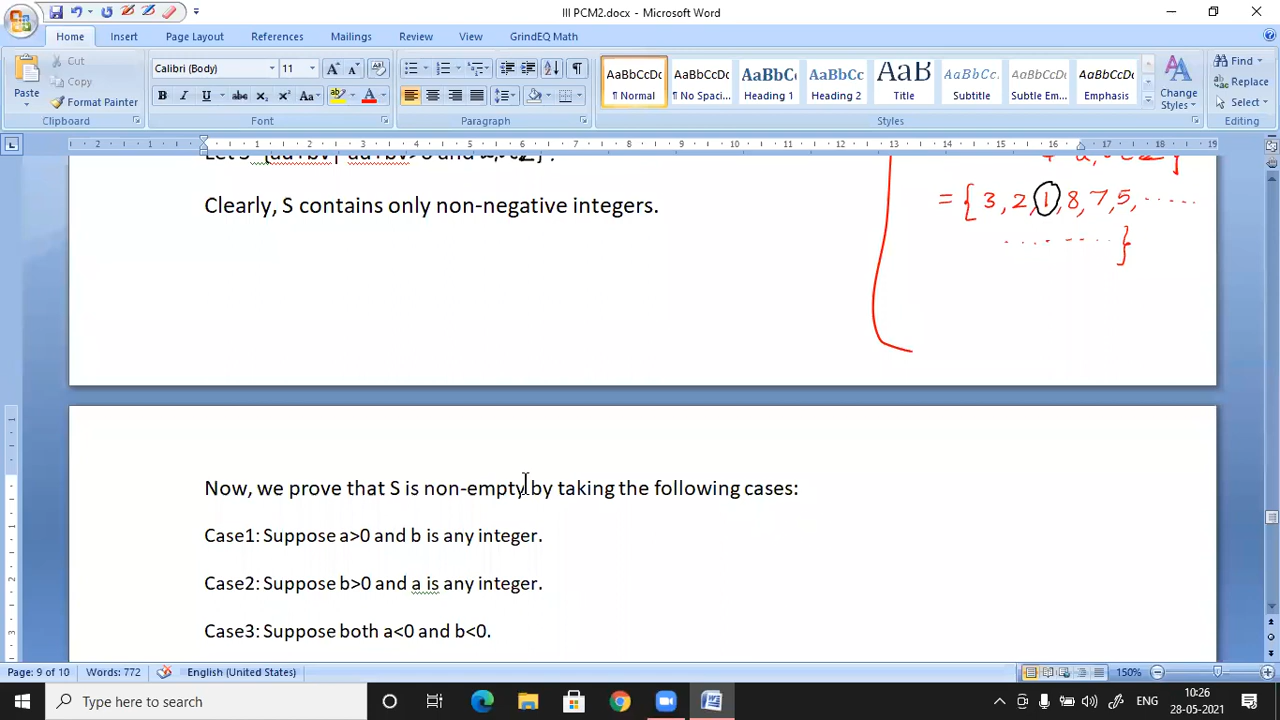 III PCM2.docx - Microsoft Word
Home Insert Page Layout References Mailings Review View GrindEQ Math
Paste
Cut
Copy
Format Painter
Clipboard
Calibri (Body) 11
Font
Paragraph
AaBbCcDc ¶ Normal
AaBbCcDc ¶ No Spaci...
AaBbC Heading 1
AaBbCc Heading 2
AaB Title
AaBbCc. Subtitle
AaBbCcDc Subtle Em...
AaBbCcDc Emphasis
Change Styles
Styles
Find
Replace
Select
Editing
Clearly, S contains only non-negative integers.
= { 3, 2, 1, 8, 7, 5, ......
........ }
Now, we prove that S is non-empty by taking the following cases:
Case1: Suppose a>0 and b is any integer.
Case2: Suppose b>0 and a is any integer.
Case3: Suppose both a<0 and b<0.
Page: 9 of 10 Words: 772 English (United States) 150%
Type here to search
ENG
10:26
28-05-2021